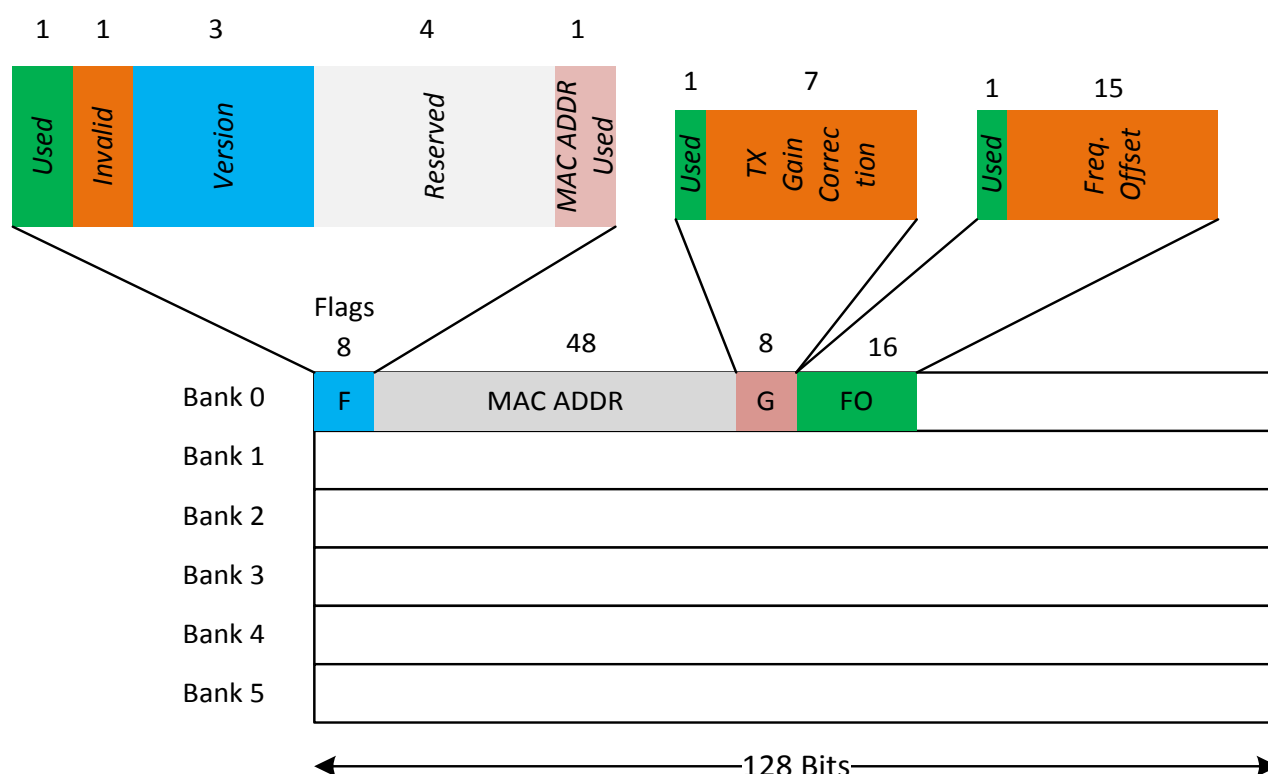 1 1 3 4 1
Used
Invalid
Version
Reserved
MAC ADDR
Used
1 7
Used
TX
Gain
Correc
tion
1 15
Used
Freq.
Offset
Flags
8 48 8 16
Bank 0 F MAC ADDR G FO
Bank 1
Bank 2
Bank 3
Bank 4
Bank 5
128 Bits